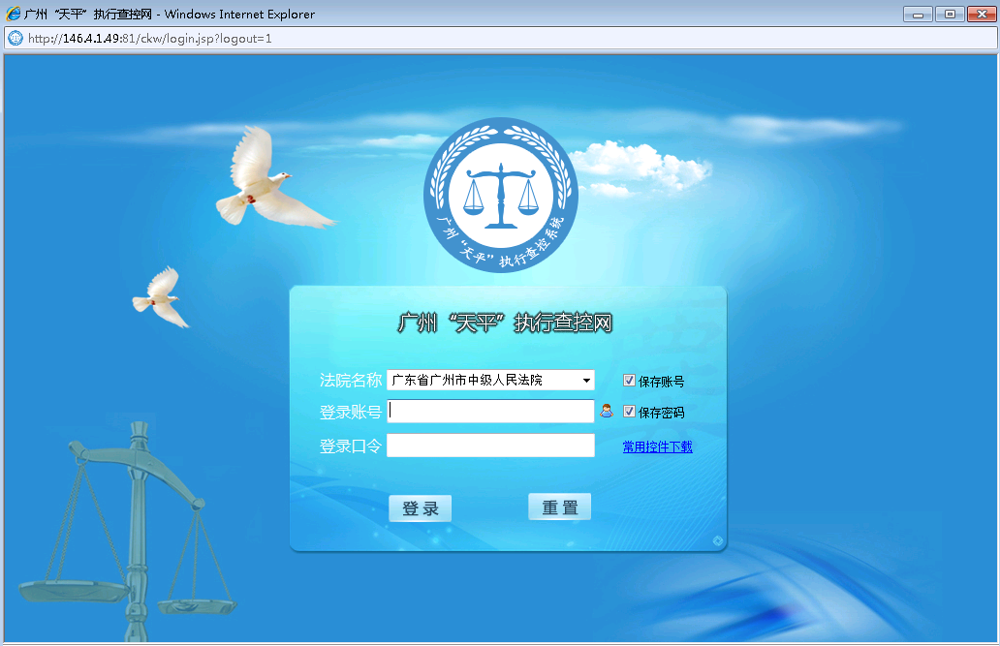 广州“天平”执行查控网 - Windows Internet Explorer
http://146.4.1.49:81/ckw/login.jsp?logout=1
广州“天平”执行查控系统
广州“天平”执行查控网
法院名称 广东省广州市中级人民法院 保存账号
登录账号 保存密码
登录口令 常用控件下载
登 录 重 置